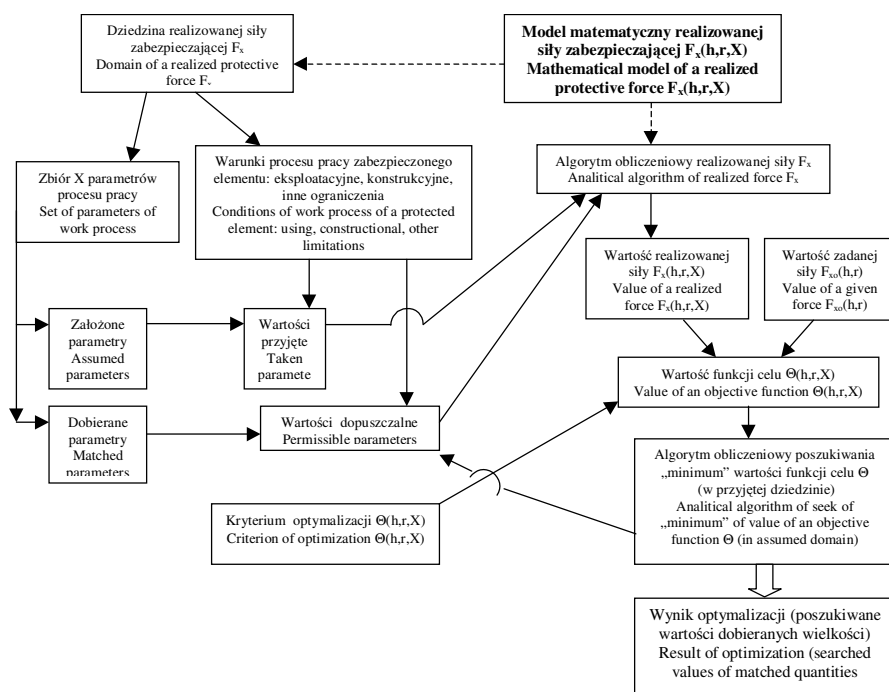 Dziedzina realizowanej siły
zabezpieczającej Fₓ
Domain of a realized protective
force Fₓ
Model matematyczny realizowanej
siły zabezpieczającej Fₓ(h,r,X)
Mathematical model of a realized
protective force Fₓ(h,r,X)
Zbiór X parametrów
procesu pracy
Set of parameters of
work process
Warunki procesu pracy zabezpieczonego
elementu: eksploatacyjne, konstrukcyjne,
inne ograniczenia
Conditions of work process of a protected
element: using, constructional, other
limitations
Algorytm obliczeniowy realizowanej siły Fₓ
Analitical algorithm of realized force Fₓ
Wartość realizowanej
siły Fₓ(h,r,X)
Value of a realized
force Fₓ(h,r,X)
Wartość zadanej
siły Fₓₒ(h,r)
Value of a given
force Fₓₒ(h,r)
Założone
parametry
Assumed
parameters
Wartości
przyjęte
Taken
paramete
Wartość funkcji celu Θ(h,r,X)
Value of an objective function Θ(h,r,X)
Dobierane
parametry
Matched
parameters
Wartości dopuszczalne
Permissible parameters
Algorytm obliczeniowy poszukiwania
„minimum” wartości funkcji celu Θ
(w przyjętej dziedzinie)
Analitical algorithm of seek of
„minimum” of value of an objective
function Θ (in assumed domain)
Kryterium optymalizacji Θ(h,r,X)
Criterion of optimization Θ(h,r,X)
Wynik optymalizacji (poszukiwane
wartości dobieranych wielkości)
Result of optimization (searched
values of matched quantities